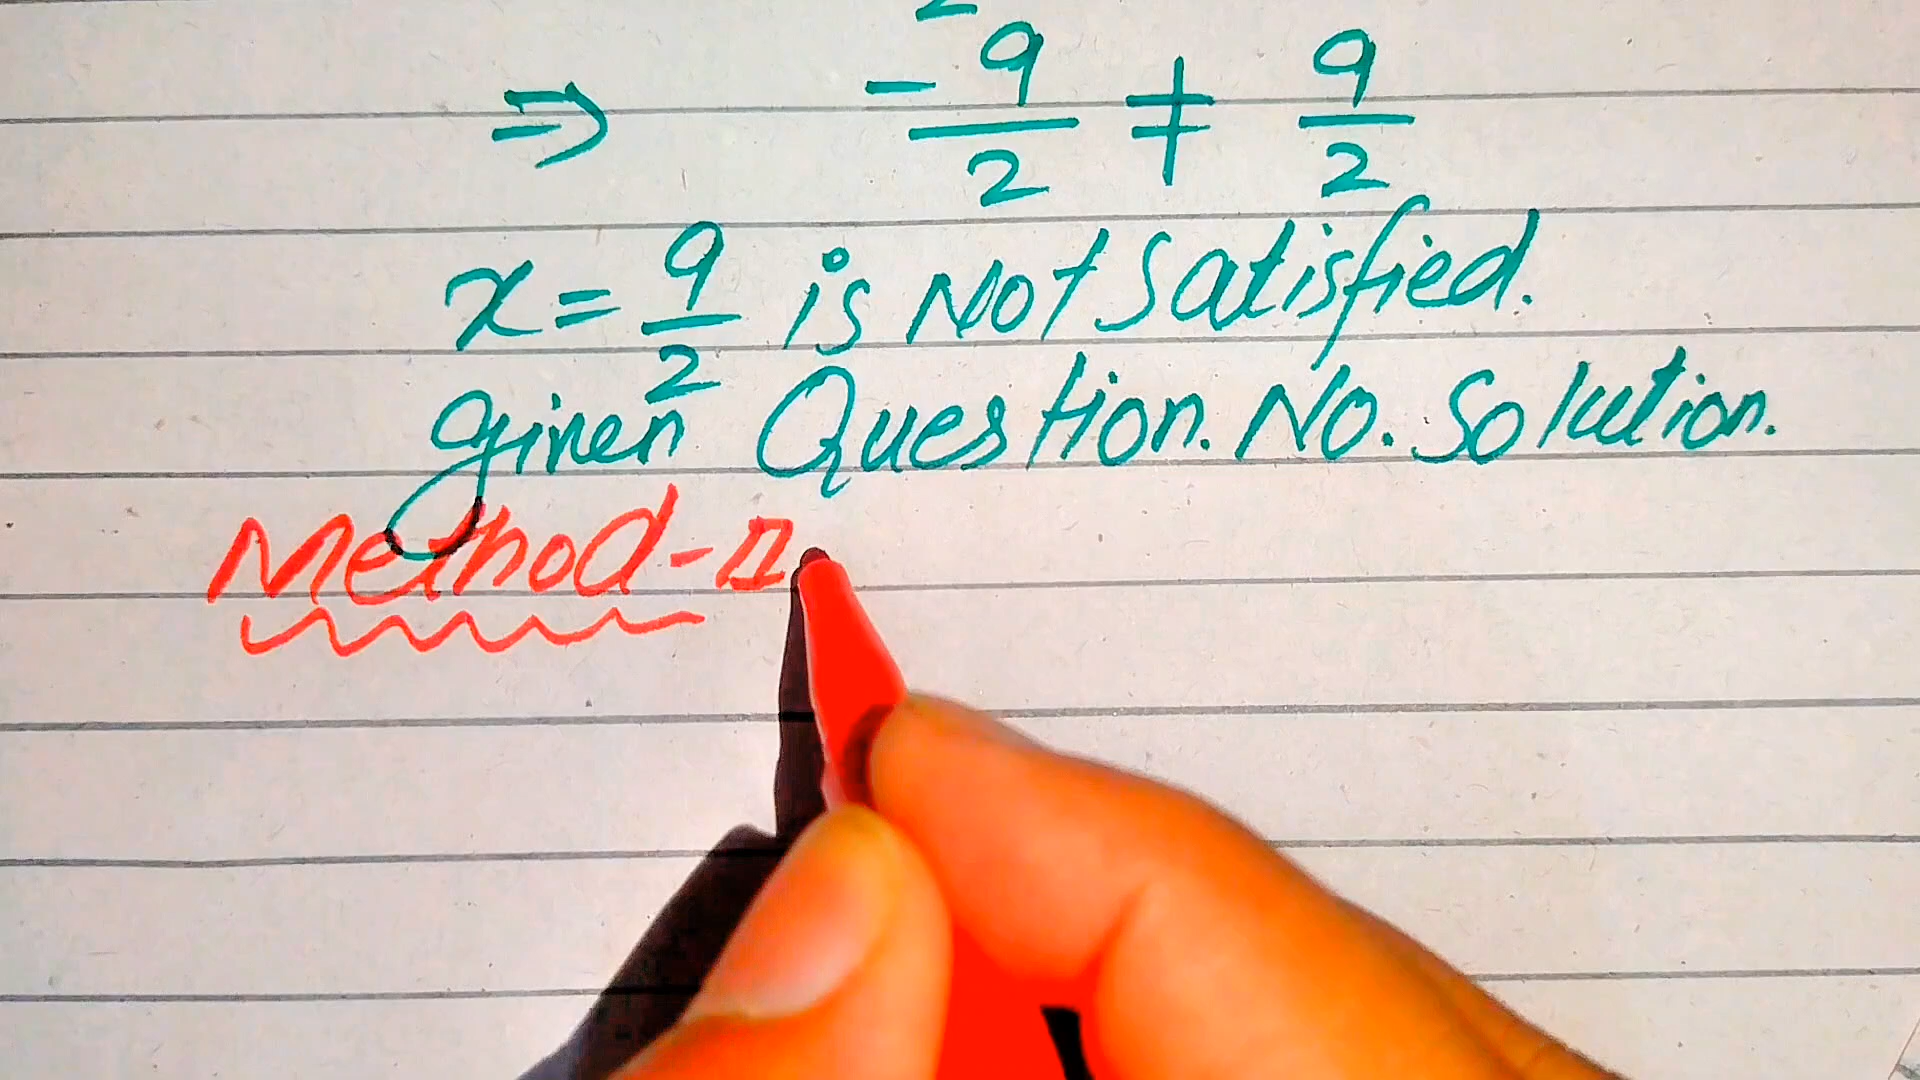 ⇒ -9/2 ≠ 9/2
x = 9/2 is Not Satisfied.
given Question. No. Solution.
Method-II